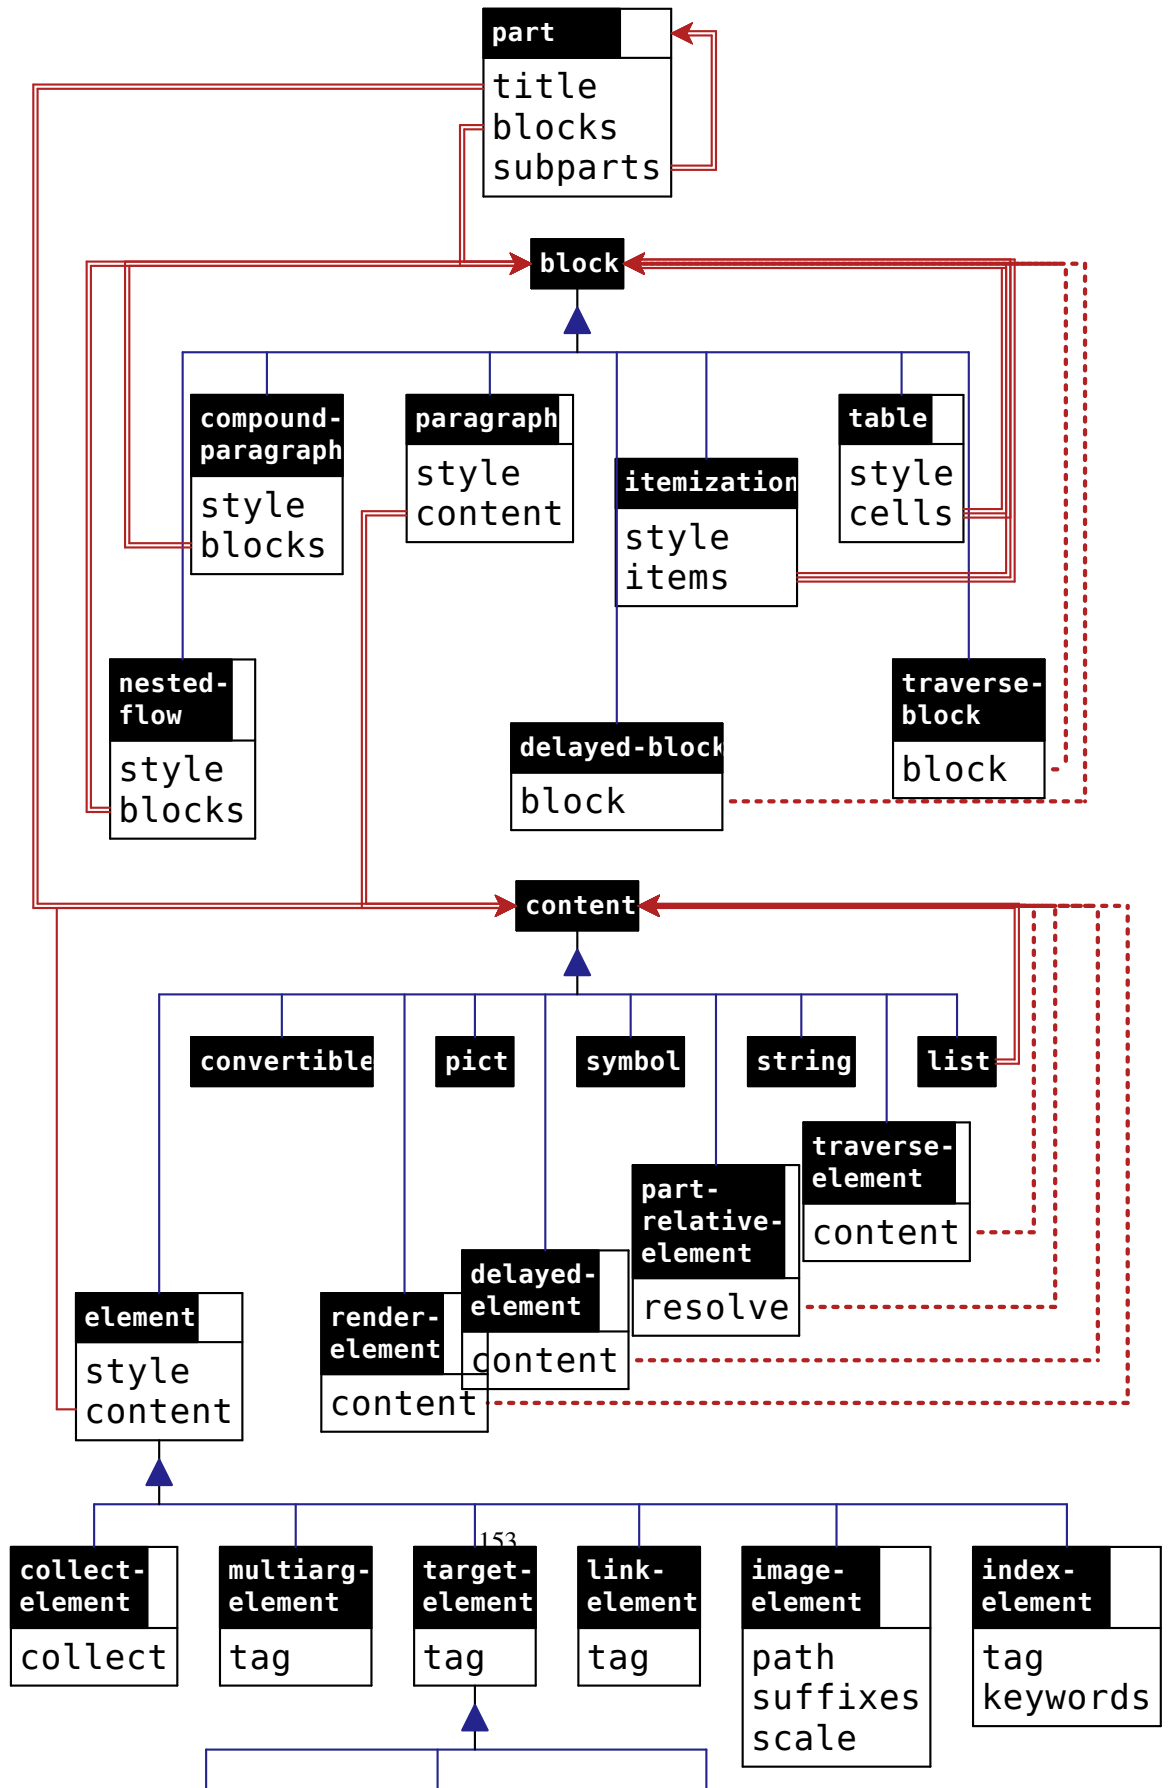 part
title
blocks
subparts
block
compound-
paragraph
style
blocks
paragraph
style
content
itemization
style
items
table
style
cells
nested-
flow
style
blocks
delayed-block
block
traverse-
block
block
content
convertible
pict
symbol
string
list
traverse-
element
content
part-
relative-
element
resolve
delayed-
element
content
render-
element
content
element
style
content
153
collect-
element
collect
multiarg-
element
tag
target-
element
tag
link-
element
tag
image-
element
path
suffixes
scale
index-
element
tag
keywords